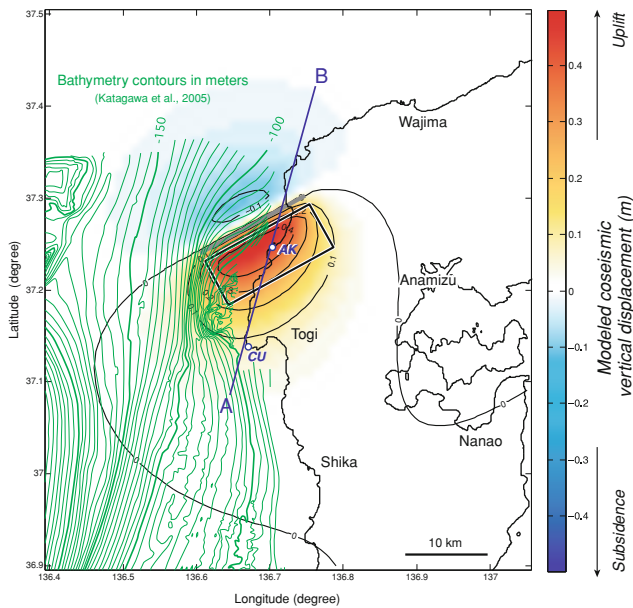 37.5
37.4
37.3
37.2
37.1
37
36.9
Latitude (degree)
136.4
136.5
136.6
136.7
136.8
136.9
137
Longitude (degree)
Bathymetry contours in meters
(Katagawa et al., 2005)
-150
-100
B
Wajima
-0.1
AK
0.1
Anamizu
Togi
CU
A
Nanao
Shika
0
0
0
0
0
10 km
0.4
0.3
0.2
0.1
0
-0.1
-0.2
-0.3
-0.4
Uplift
Modeled coseismic
vertical displacement (m)
Subsidence